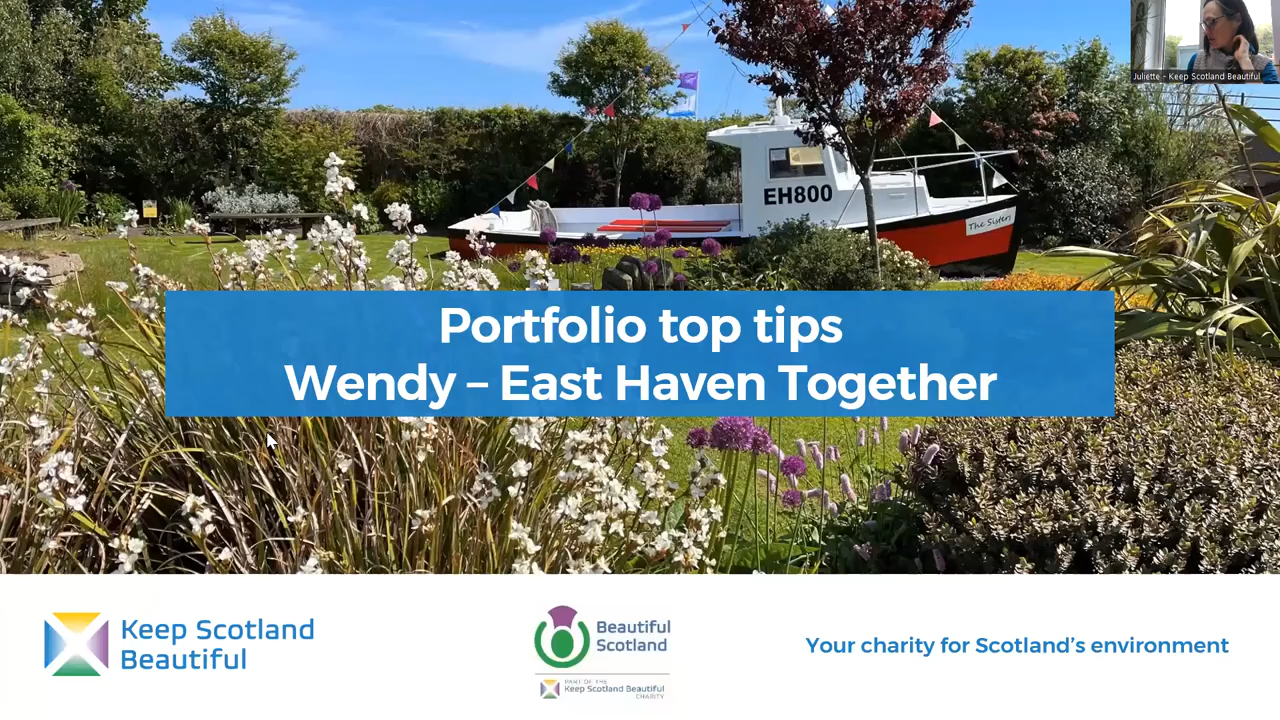 Juliette - Keep Scotland Beautiful
EH800
The Sisters
Portfolio top tips
Wendy – East Haven Together
Keep Scotland
Beautiful
Beautiful
Scotland
PART OF THE
Keep Scotland Beautiful
CHARITY
Your charity for Scotland's environment